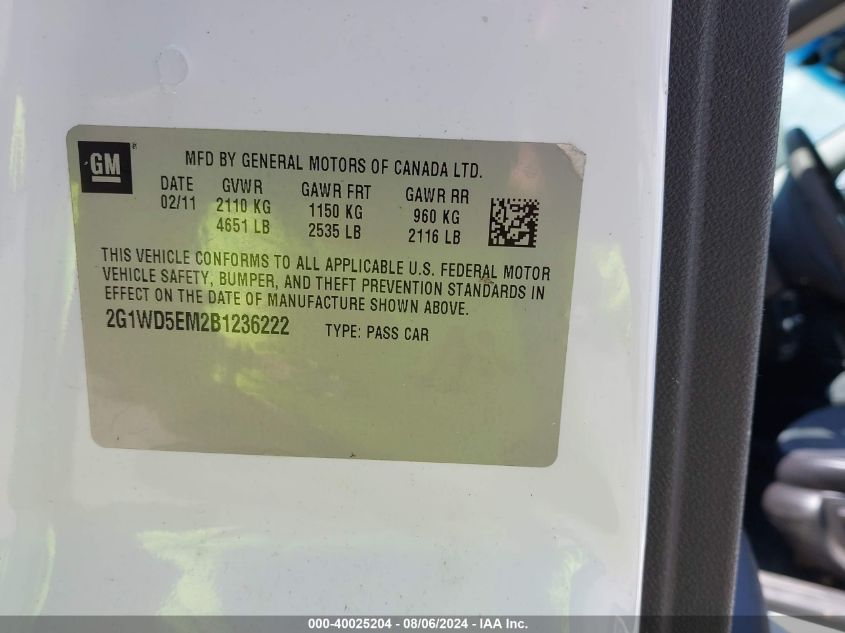 GM
MFD BY GENERAL MOTORS OF CANADA LTD.
DATE GVWR GAWR FRT GAWR RR
02/11 2110 KG 1150 KG 960 KG
4651 LB 2535 LB 2116 LB
THIS VEHICLE CONFORMS TO ALL APPLICABLE U.S. FEDERAL MOTOR
VEHICLE SAFETY, BUMPER, AND THEFT PREVENTION STANDARDS IN
EFFECT ON THE DATE OF MANUFACTURE SHOWN ABOVE.
2G1WD5EM2B1236222 TYPE: PASS CAR
000-40025204 - 08/06/2024 - IAA Inc.